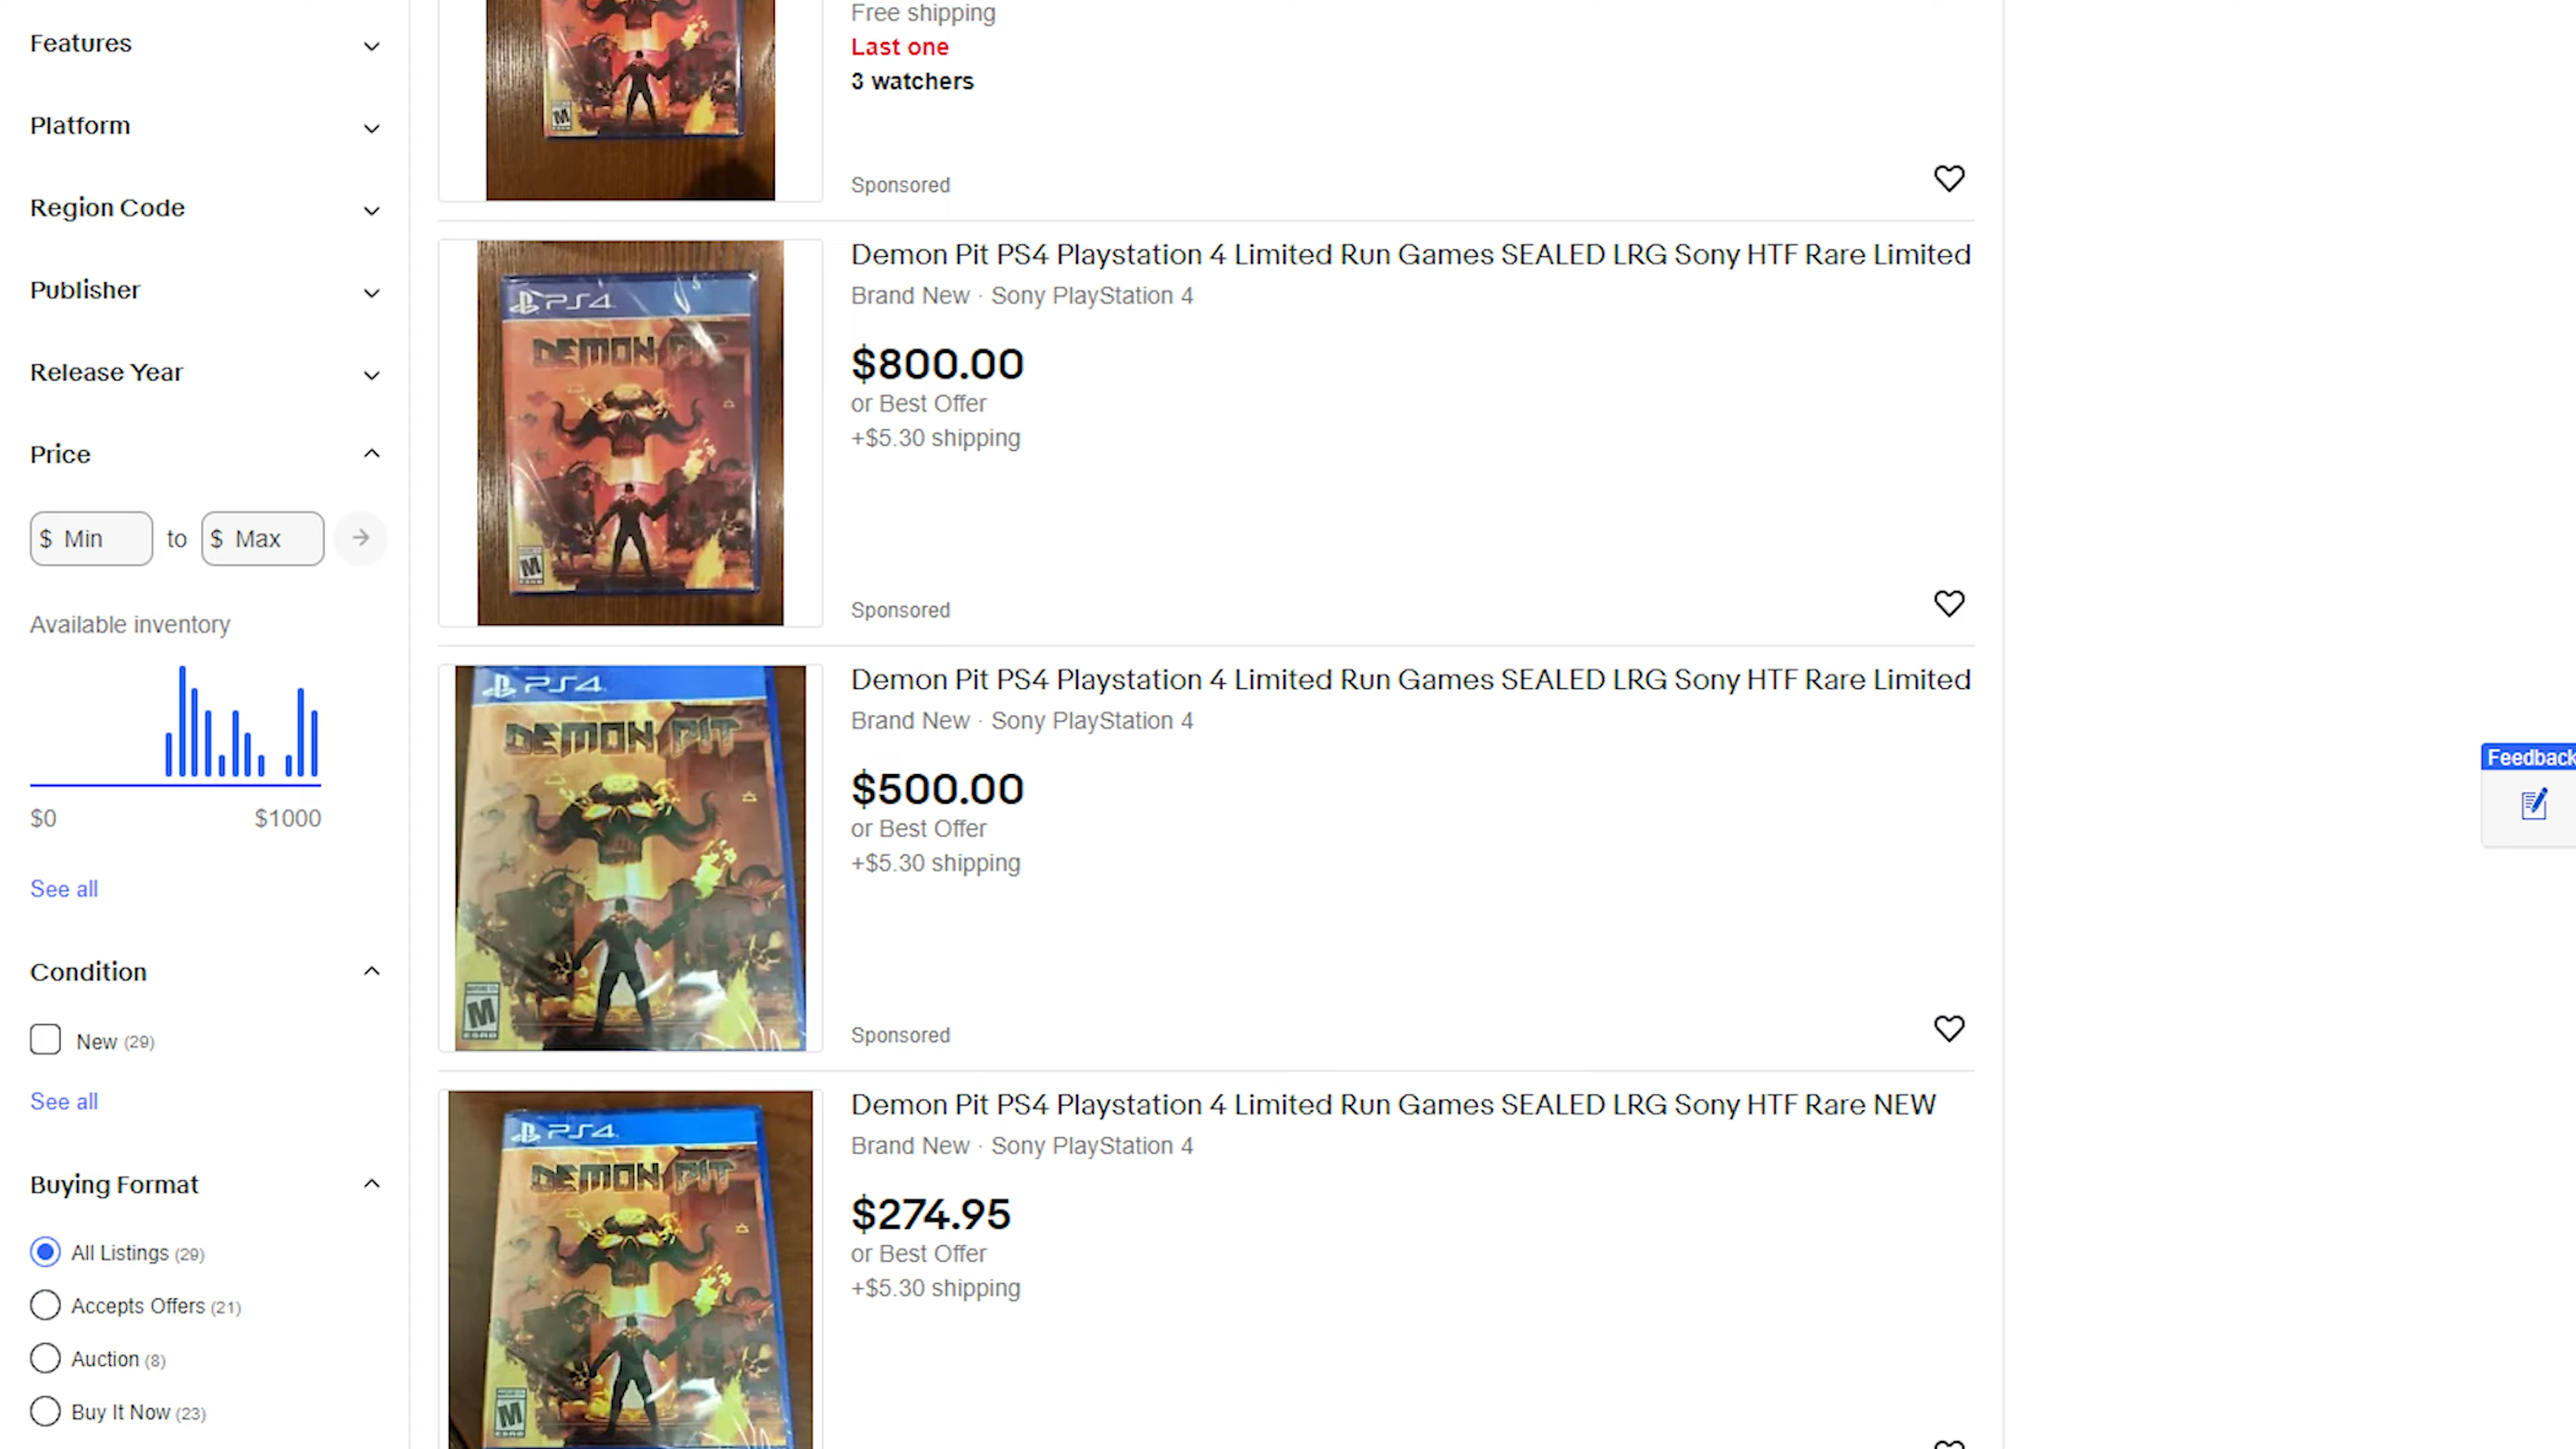 Features
Platform
Region Code
Publisher
Release Year
Price
$ Min to $ Max
Available inventory
$0 $1000
See all
Condition
New (29)
See all
Buying Format
All Listings (29)
Accepts Offers (21)
Auction (8)
Buy It Now (23)
Free shipping
Last one
3 watchers
Sponsored
M
Demon Pit PS4 Playstation 4 Limited Run Games SEALED LRG Sony HTF Rare Limited
Brand New · Sony PlayStation 4
$800.00
or Best Offer
+$5.30 shipping
Sponsored
PS4
DEMON PIT
M
Demon Pit PS4 Playstation 4 Limited Run Games SEALED LRG Sony HTF Rare Limited
Brand New · Sony PlayStation 4
$500.00
or Best Offer
+$5.30 shipping
Sponsored
PS4
DEMON PIT
M
ESRB
Demon Pit PS4 Playstation 4 Limited Run Games SEALED LRG Sony HTF Rare NEW
Brand New · Sony PlayStation 4
$274.95
or Best Offer
+$5.30 shipping
PS4
DEMON PIT
M
ESRB
Feedback